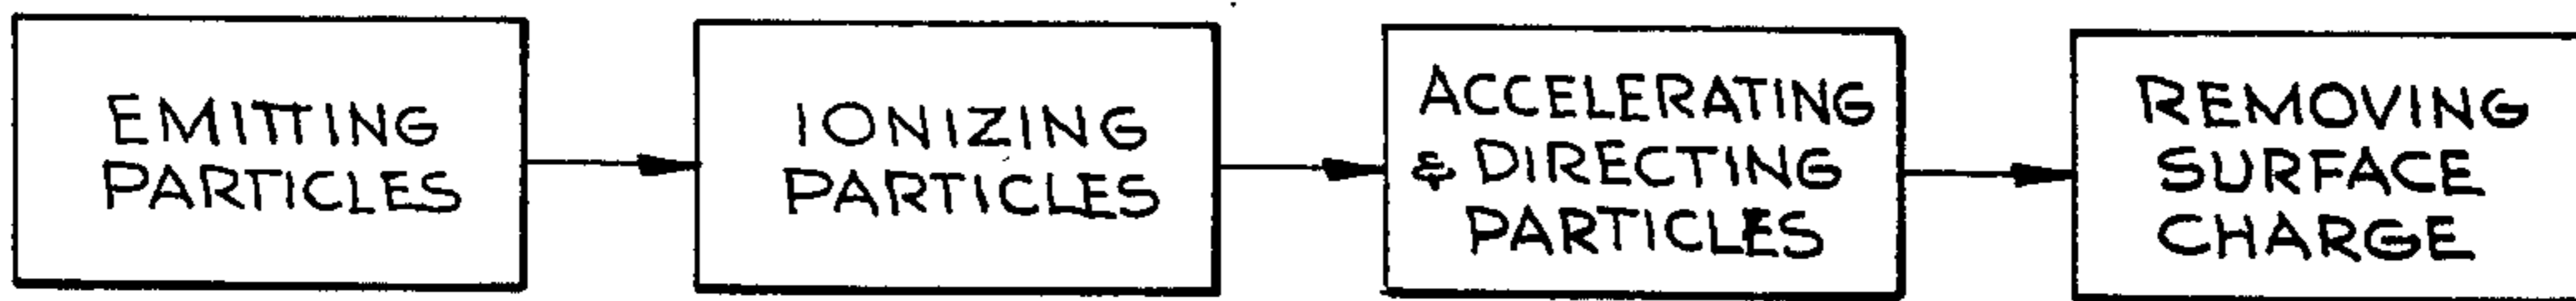 EMITTING
PARTICLES
IONIZING
PARTICLES
ACCELERATING
& DIRECTING
PARTICLES
REMOVING
SURFACE
CHARGE